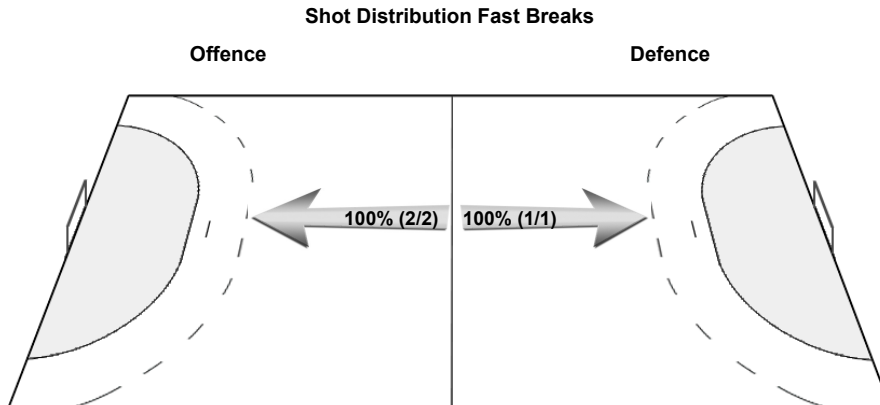 Shot Distribution Fast Breaks
Offence Defence
100% (2/2) 100% (1/1)